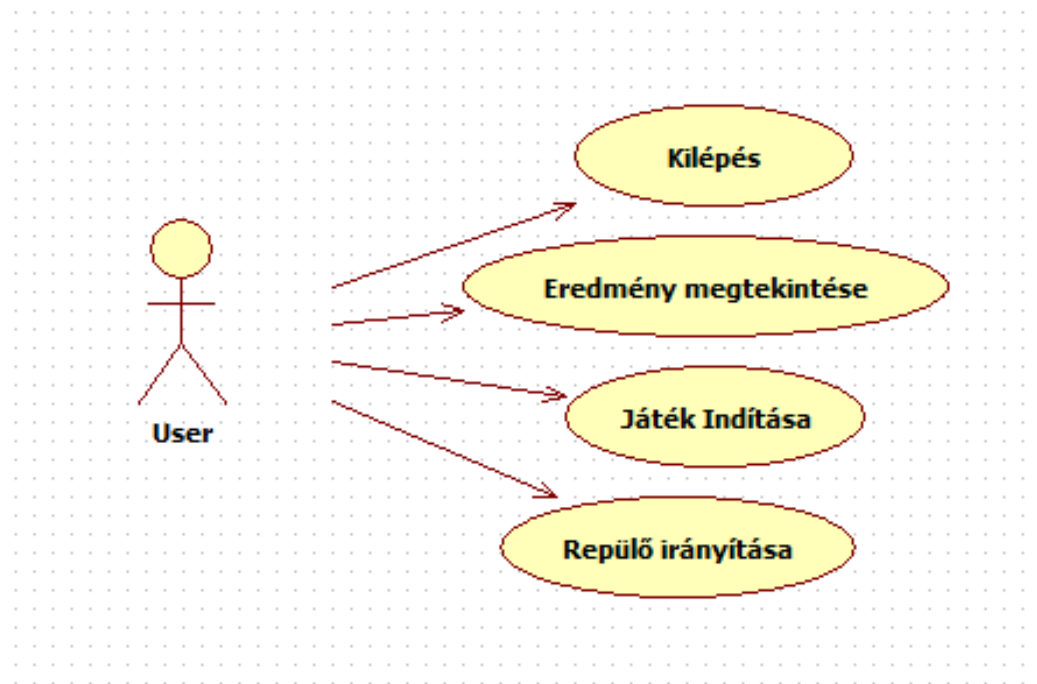 Kilépés
Eredmény megtekintése
Játék Indítása
User
Repülő irányítása